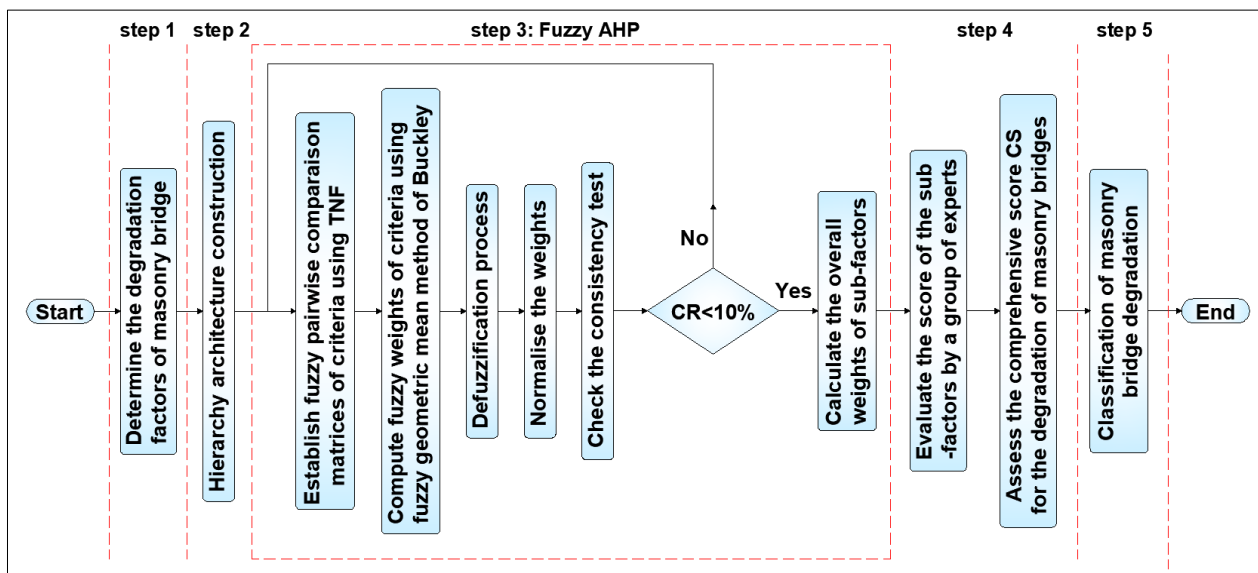 step 1
step 2
step 3: Fuzzy AHP
step 4
step 5
Start
Determine the degradation
factors of masonry bridge
Hierarchy architecture construction
Establish fuzzy pairwise comparaison
matrices of criteria using TNF
Compute fuzzy weights of criteria using
fuzzy geometric mean method of Buckley
Defuzzification process
Normalise the weights
Check the consistency test
CR<10%
No
Yes
Calculate the overall
weights of sub-factors
Evaluate the score of the sub
-factors by a group of experts
Assess the comprehensive score CS
for the degradation of masonry bridges
Classification of masonry
bridge degradation
End